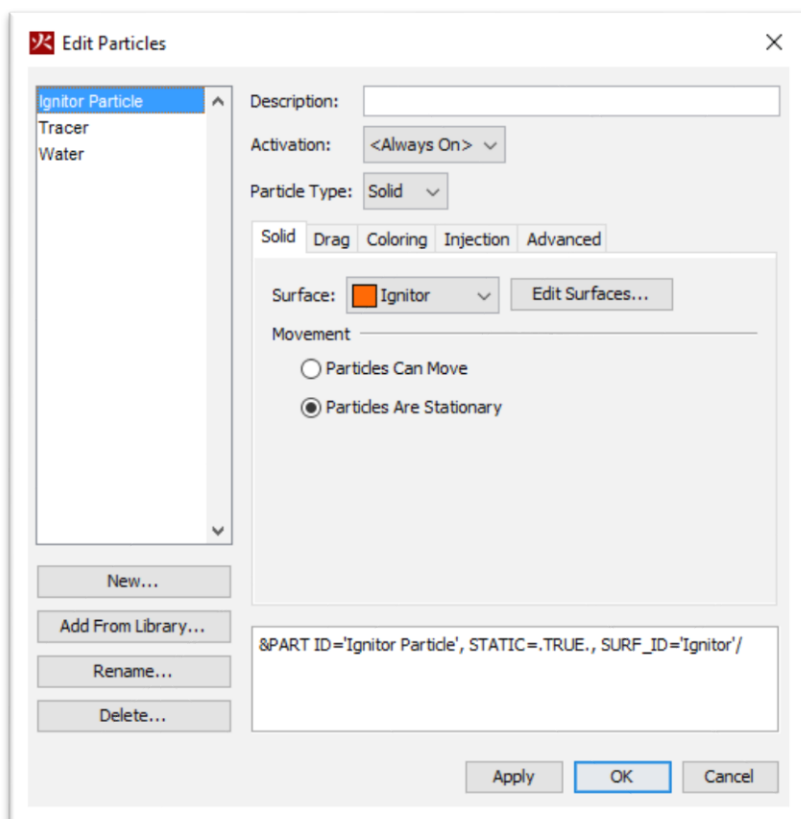 火 Edit Particles
Ignitor Particle
Tracer
Water
New...
Add From Library...
Rename...
Delete...
Description:
Activation: <Always On>
Particle Type: Solid
Solid Drag Coloring Injection Advanced
Surface: Ignitor Edit Surfaces...
Movement
Particles Can Move
Particles Are Stationary
&PART ID='Ignitor Particle', STATIC=.TRUE., SURF_ID='Ignitor'/
Apply OK Cancel